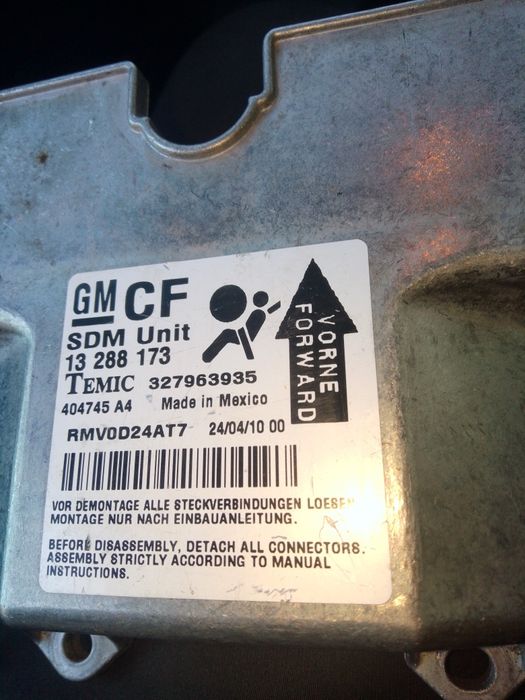 GM CF
SDM Unit
13 288 173
TEMIC 327963935
404745 A4 Made in Mexico
RMV0D24AT7 24/04/10 00
VORNE
FORWARD
VOR DEMONTAGE ALLE STECKVERBINDUNGEN LOESEN
MONTAGE NUR NACH EINBAUANLEITUNG.
BEFORE DISASSEMBLY, DETACH ALL CONNECTORS.
ASSEMBLY STRICTLY ACCORDING TO MANUAL
INSTRUCTIONS.